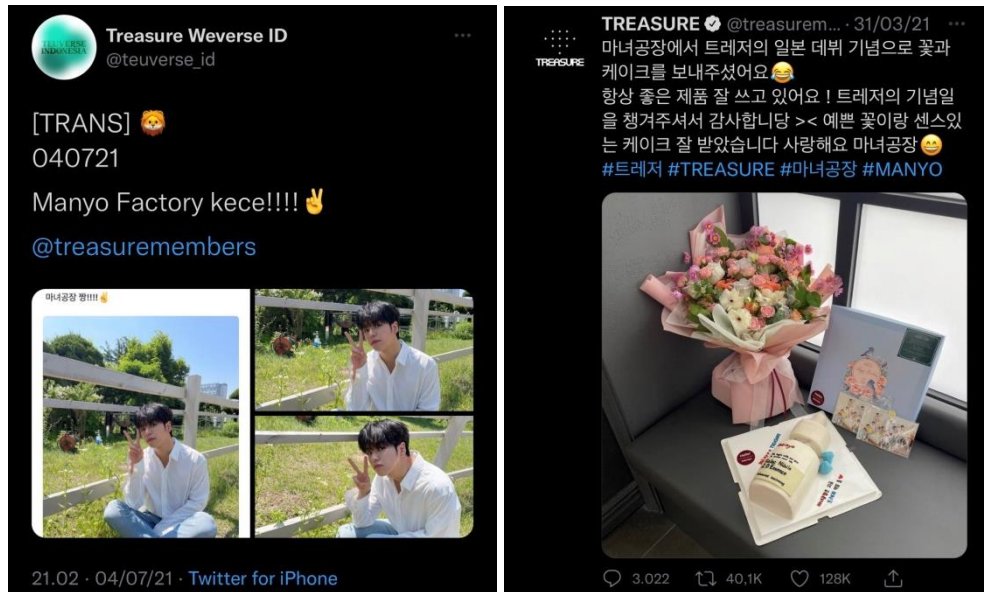 TEUVERSE
INDONESIA
Treasure Weverse ID
@teuverse_id
[TRANS] 🦁
040721
Manyo Factory kece!!!!✌️
@treasuremembers
마녀공장 짱!!!!✌️
21.02 · 04/07/21 · Twitter for iPhone
TREASURE
TREASURE @treasurem... · 31/03/21
마녀공장에서 트레저의 일본 데뷔 기념으로 꽃과
케이크를 보내주셨어요😂
항상 좋은 제품 잘 쓰고 있어요 ! 트레저의 기념일
을 챙겨주셔서 감사합니당 >< 예쁜 꽃이랑 센스있
는 케이크 잘 받았습니다 사랑해요 마녀공장😄
#트레저 #TREASURE #마녀공장 #MANYO
3.022 40,1K 128K